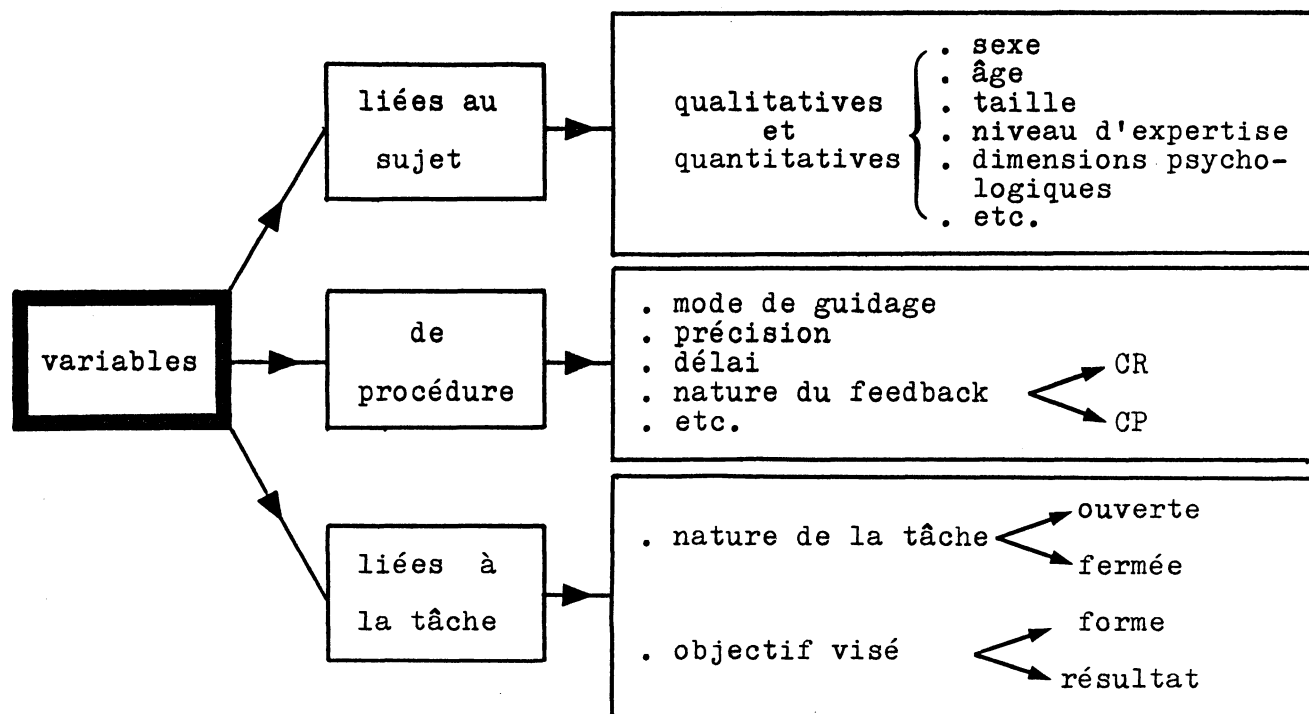 variables
liées au
sujet
qualitatives
et
quantitatives
. sexe
. âge
. taille
. niveau d'expertise
. dimensions psycho-
logiques
. etc.
de
procédure
. mode de guidage
. précision
. délai
. nature du feedback
. etc.
CR
CP
liées à
la tâche
. nature de la tâche
ouverte
fermée
. objectif visé
forme
résultat